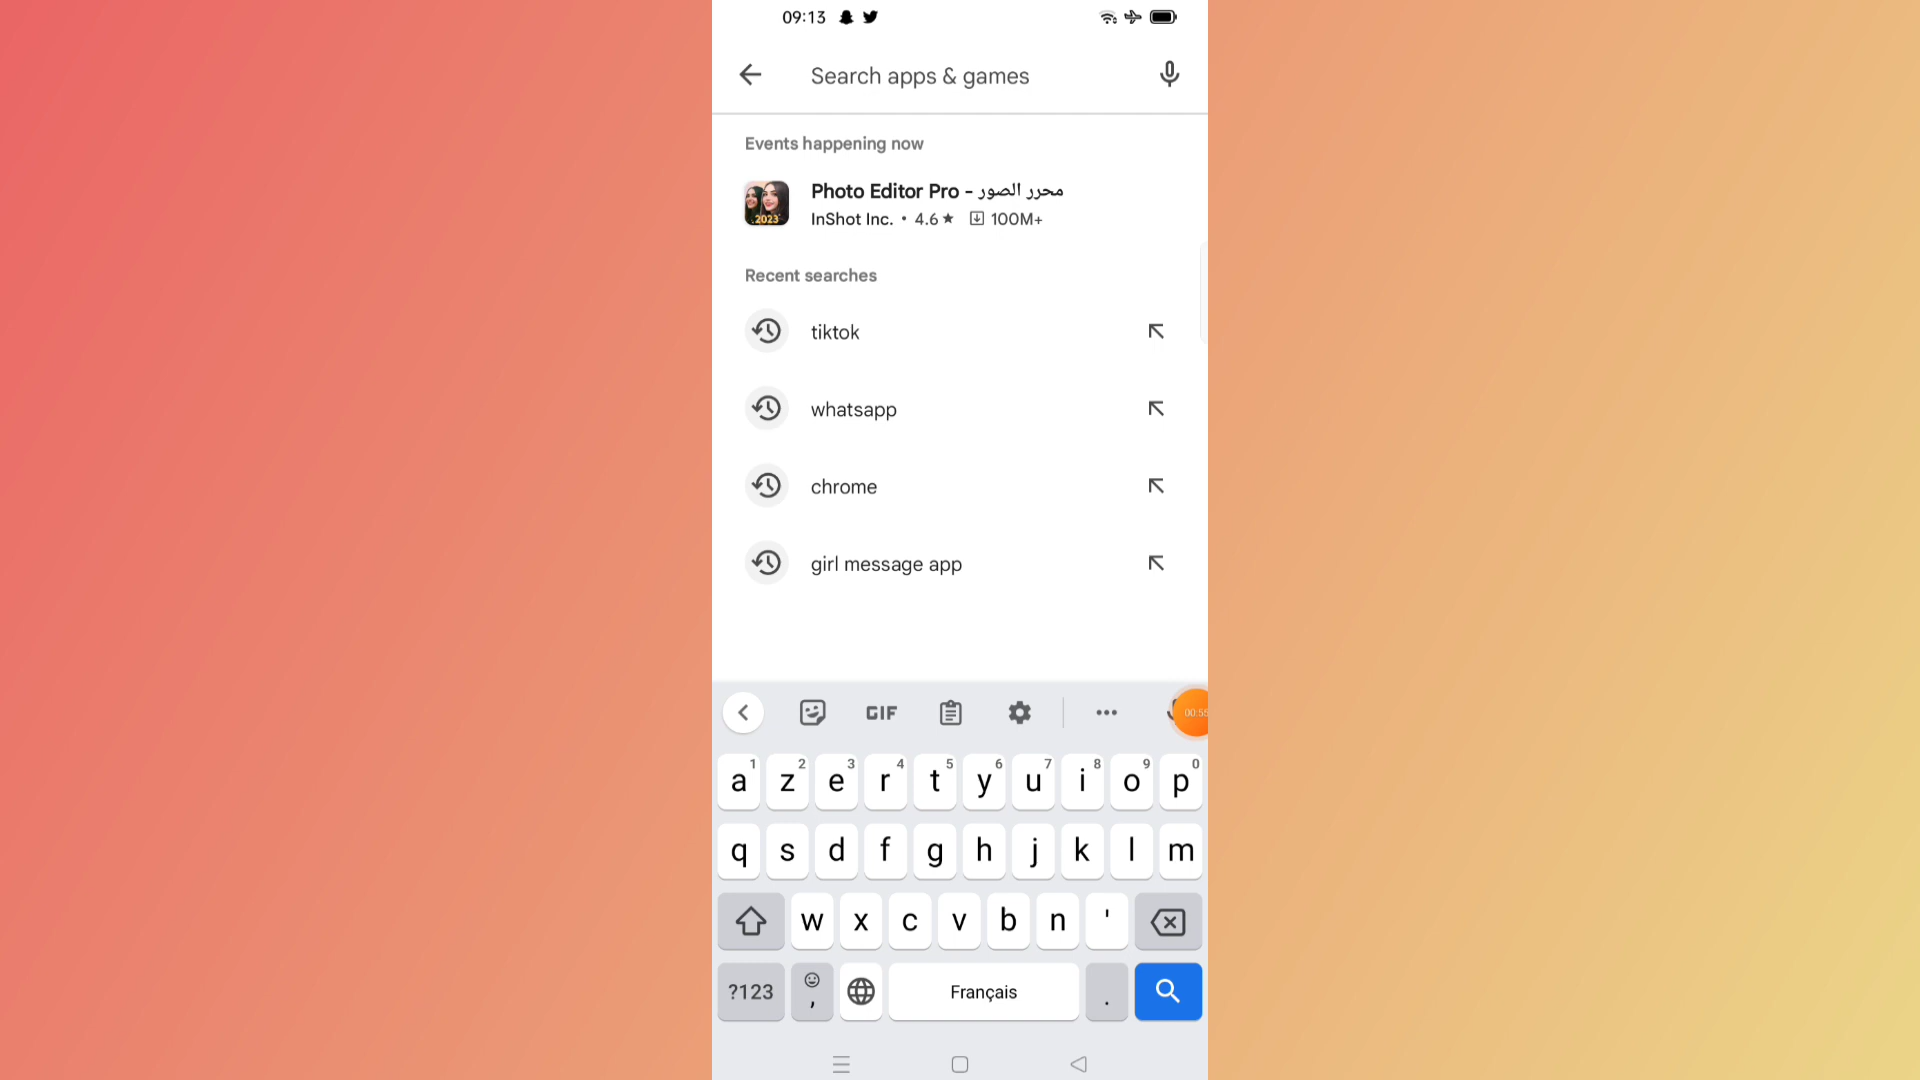 09:13
Search apps & games
Events happening now
2023
Photo Editor Pro - محرر الصور
InShot Inc. • 4.6★ 100M+
Recent searches
tiktok
whatsapp
chrome
girl message app
GIF
00:55
a 1 z 2 e 3 r 4 t 5 y 6 u 7 i 8 o 9 p 0
q s d f g h j k l m
w x c v b n '
?123 , Français .